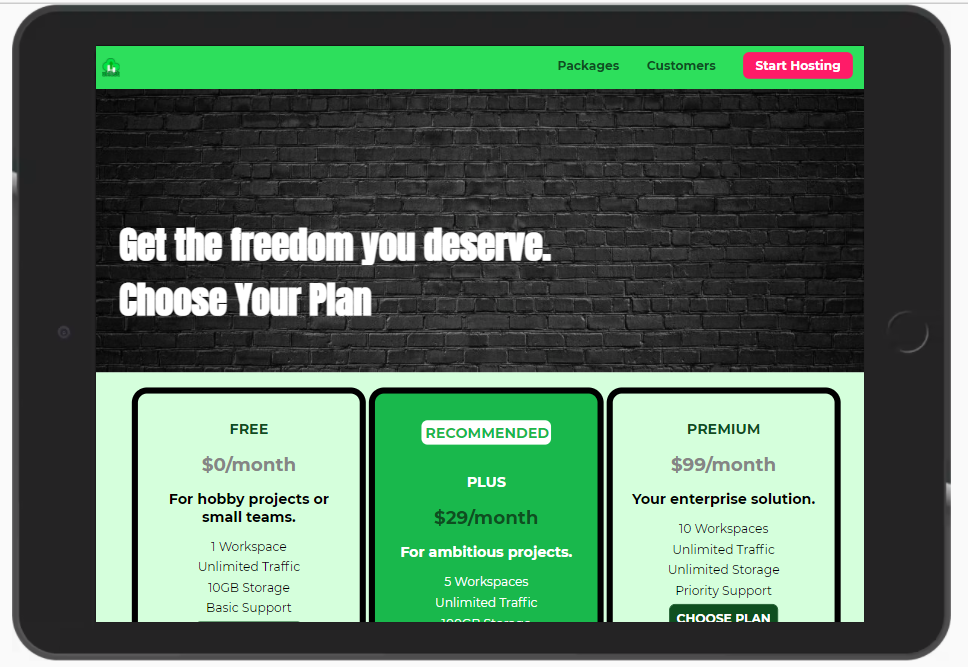 Packages Customers Start Hosting
Get the freedom you deserve.
Choose Your Plan
FREE
$0/month
For hobby projects or
small teams.
1 Workspace
Unlimited Traffic
10GB Storage
Basic Support
RECOMMENDED
PLUS
$29/month
For ambitious projects.
5 Workspaces
Unlimited Traffic
100GB Storage
PREMIUM
$99/month
Your enterprise solution.
10 Workspaces
Unlimited Traffic
Unlimited Storage
Priority Support
CHOOSE PLAN